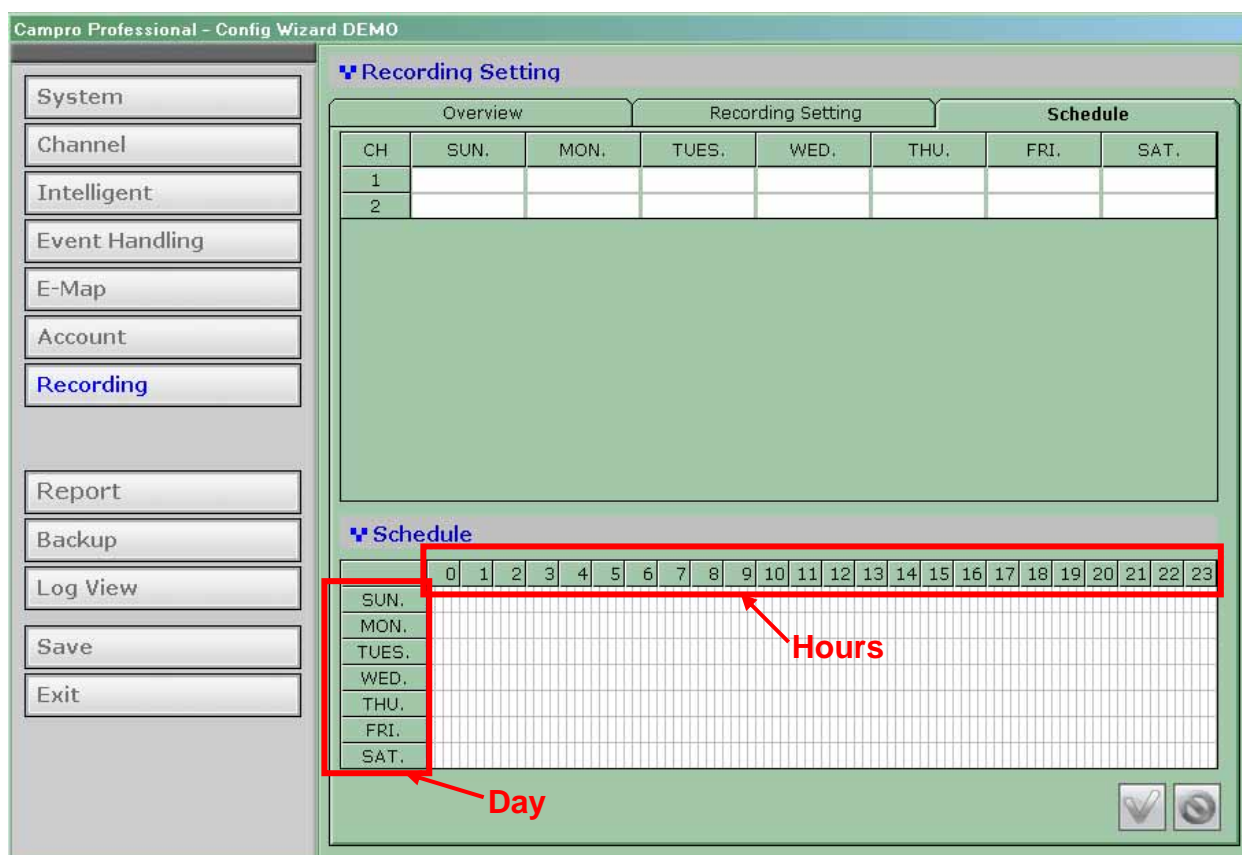 Campro Professional - Config Wizard DEMO
System
Channel
Intelligent
Event Handling
E-Map
Account
Recording
Report
Backup
Log View
Save
Exit
Recording Setting
Overview Recording Setting Schedule
CH SUN. MON. TUES. WED. THU. FRI. SAT.
1
2
Schedule
0 1 2 3 4 5 6 7 8 9 10 11 12 13 14 15 16 17 18 19 20 21 22 23
SUN.
MON.
TUES.
WED.
THU.
FRI.
SAT.
Hours
Day